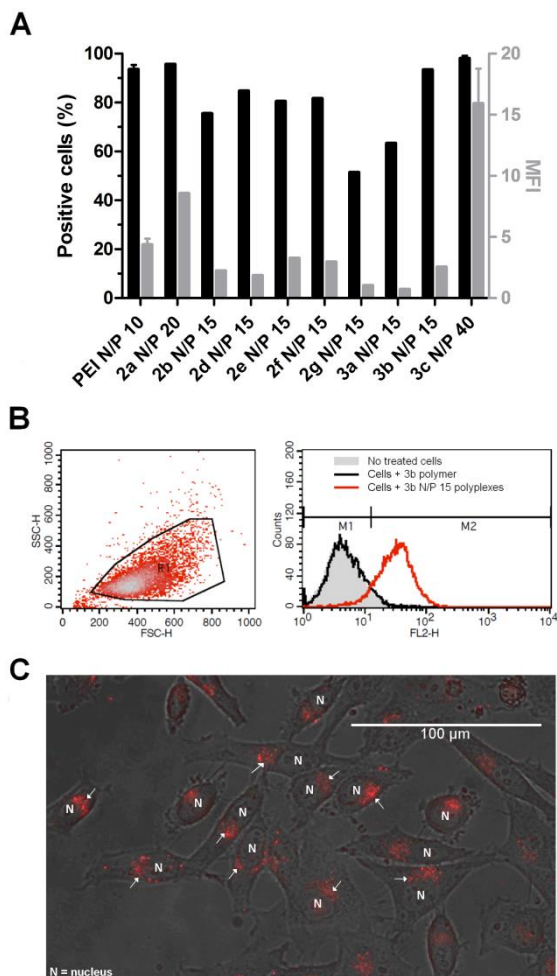 A
Positive cells (%)
100
80
60
40
20
0
20
15
10
5
0
MFI
PEI N/P 10
2a N/P 20
2b N/P 15
2d N/P 15
2e N/P 15
2f N/P 15
2g N/P 15
3a N/P 15
3b N/P 15
3c N/P 40
B
SSC-H
0 200 400 600 800 1000
R1
0 200 400 600 800 1000
FSC-H
Counts
0 40 80 120 160 200
No treated cells
Cells + 3b polymer
Cells + 3b N/P 15 polyplexes
M1
M2
10⁰ 10¹ 10² 10³ 10⁴
FL2-H
C
100 µm
N
N
N
N
N
N
N
N
N
N
N
N
N
N
N = nucleus